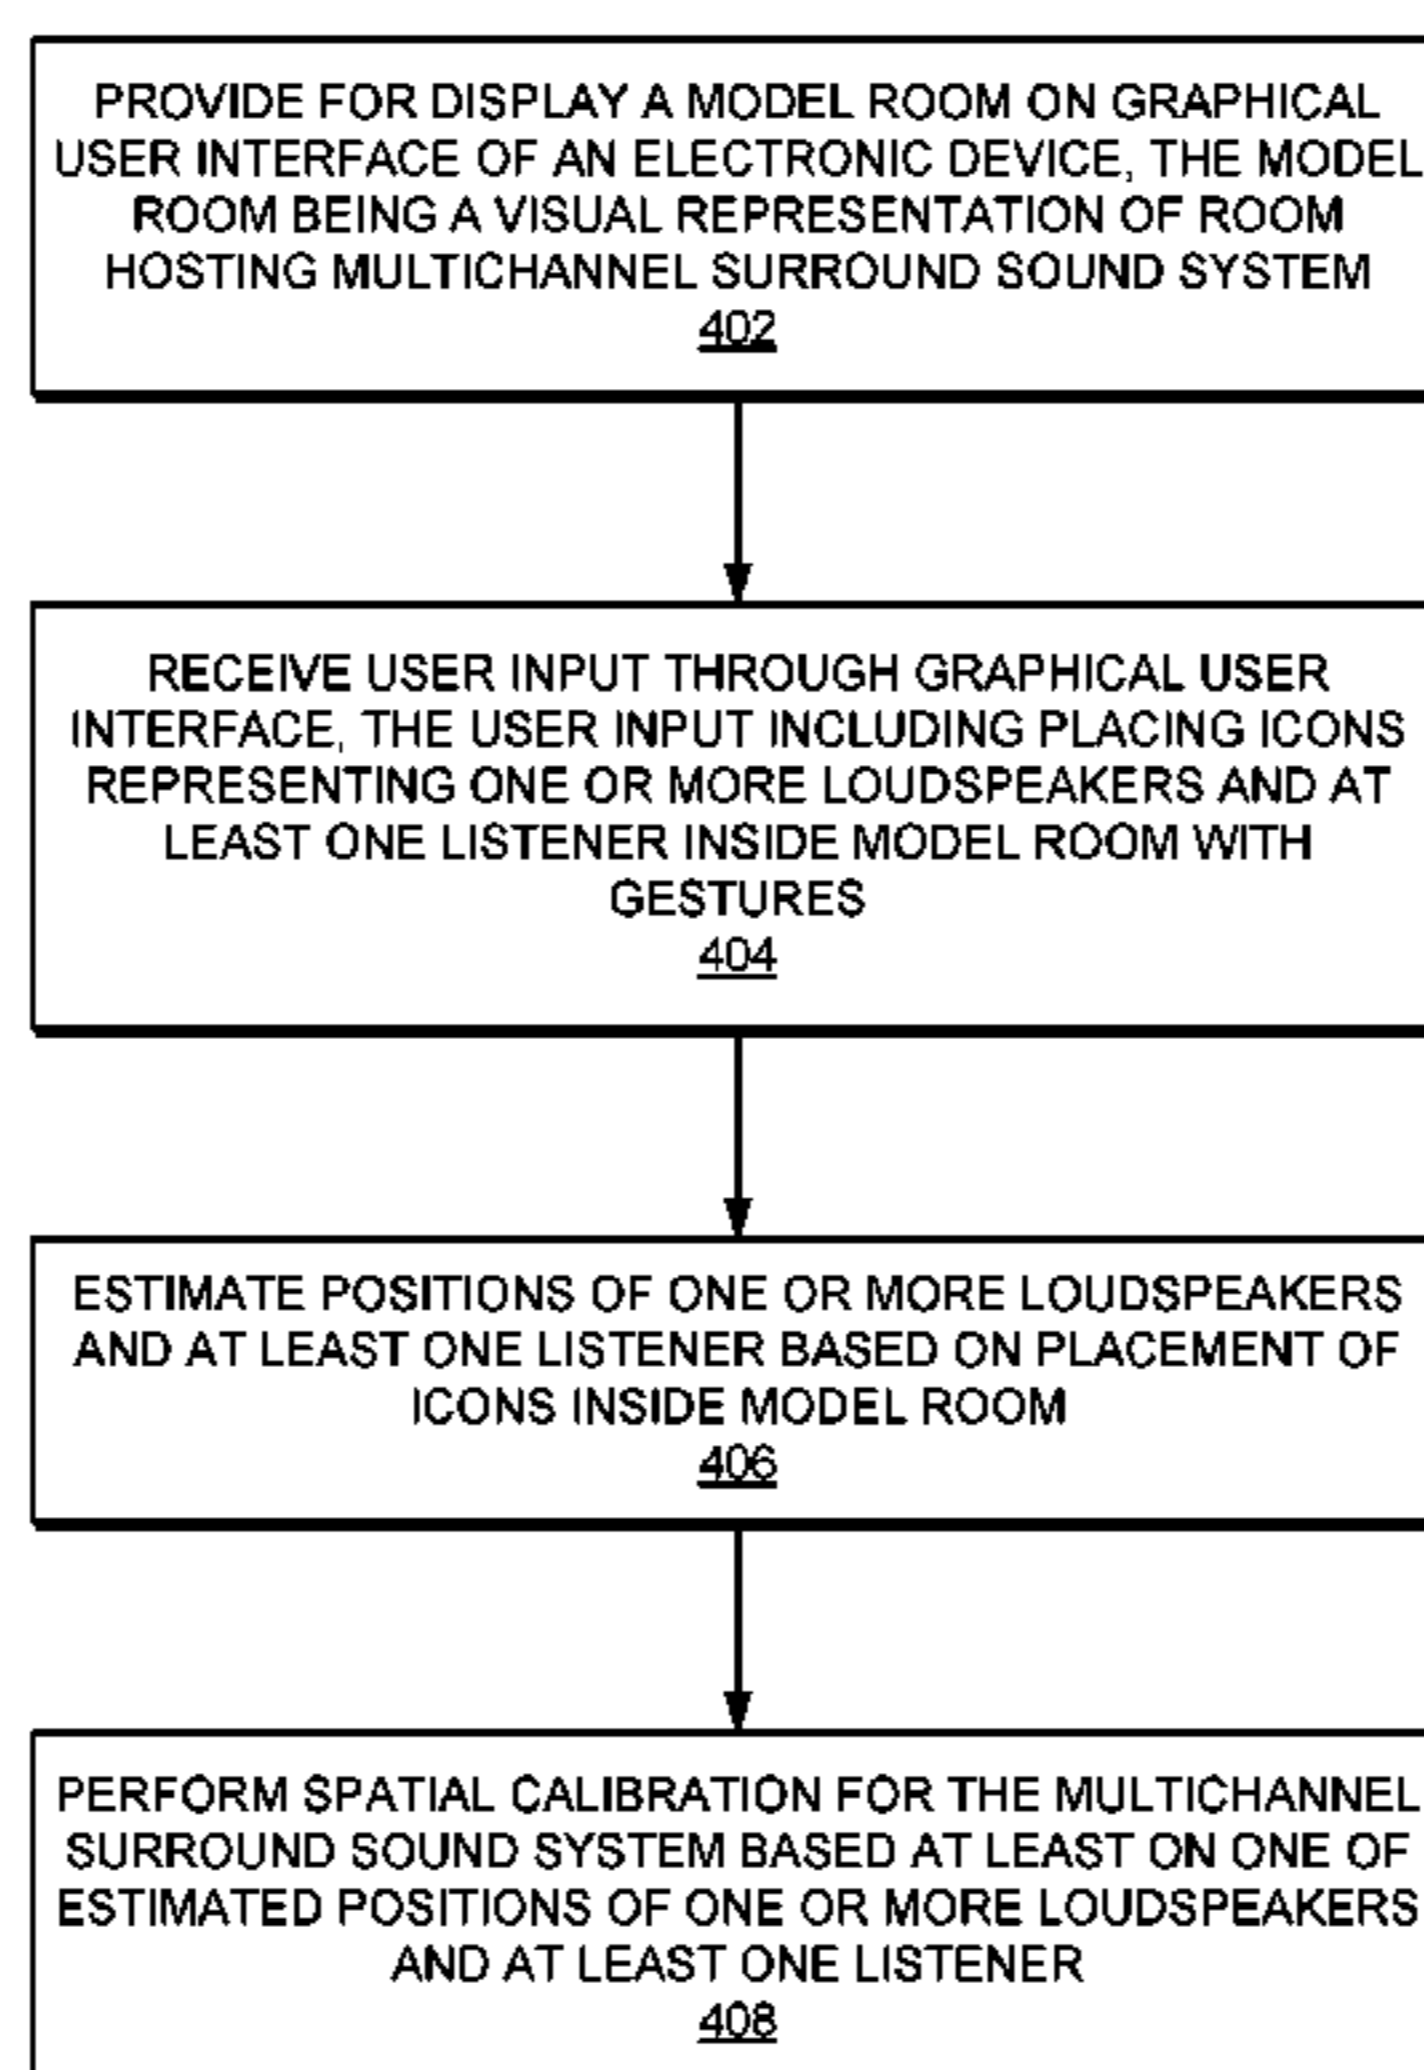 PROVIDE FOR DISPLAY A MODEL ROOM ON GRAPHICAL
USER INTERFACE OF AN ELECTRONIC DEVICE, THE MODEL
ROOM BEING A VISUAL REPRESENTATION OF ROOM
HOSTING MULTICHANNEL SURROUND SOUND SYSTEM
402
RECEIVE USER INPUT THROUGH GRAPHICAL USER
INTERFACE, THE USER INPUT INCLUDING PLACING ICONS
REPRESENTING ONE OR MORE LOUDSPEAKERS AND AT
LEAST ONE LISTENER INSIDE MODEL ROOM WITH
GESTURES
404
ESTIMATE POSITIONS OF ONE OR MORE LOUDSPEAKERS
AND AT LEAST ONE LISTENER BASED ON PLACEMENT OF
ICONS INSIDE MODEL ROOM
406
PERFORM SPATIAL CALIBRATION FOR THE MULTICHANNEL
SURROUND SOUND SYSTEM BASED AT LEAST ON ONE OF
ESTIMATED POSITIONS OF ONE OR MORE LOUDSPEAKERS
AND AT LEAST ONE LISTENER
408